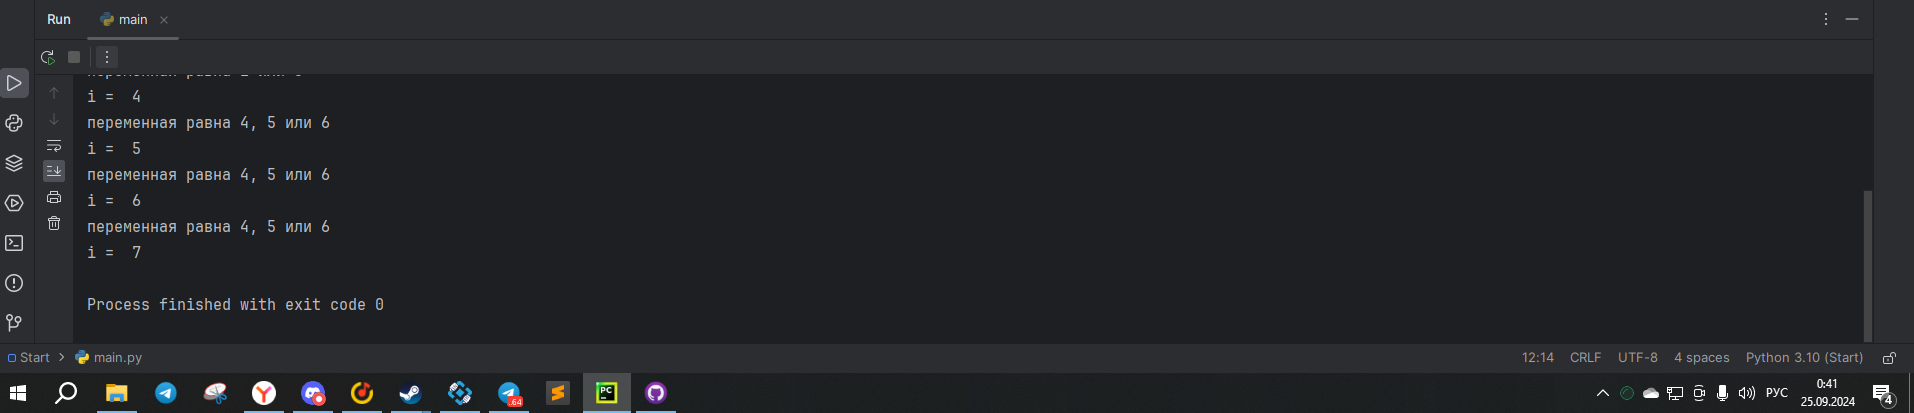 Run main
i =  4
переменная равна 4, 5 или 6
i =  5
переменная равна 4, 5 или 6
i =  6
переменная равна 4, 5 или 6
i =  7
Process finished with exit code 0
Start > main.py 12:14 CRLF UTF-8 4 spaces Python 3.10 (Start)
.64 PC РУС 0:41
25.09.2024 4